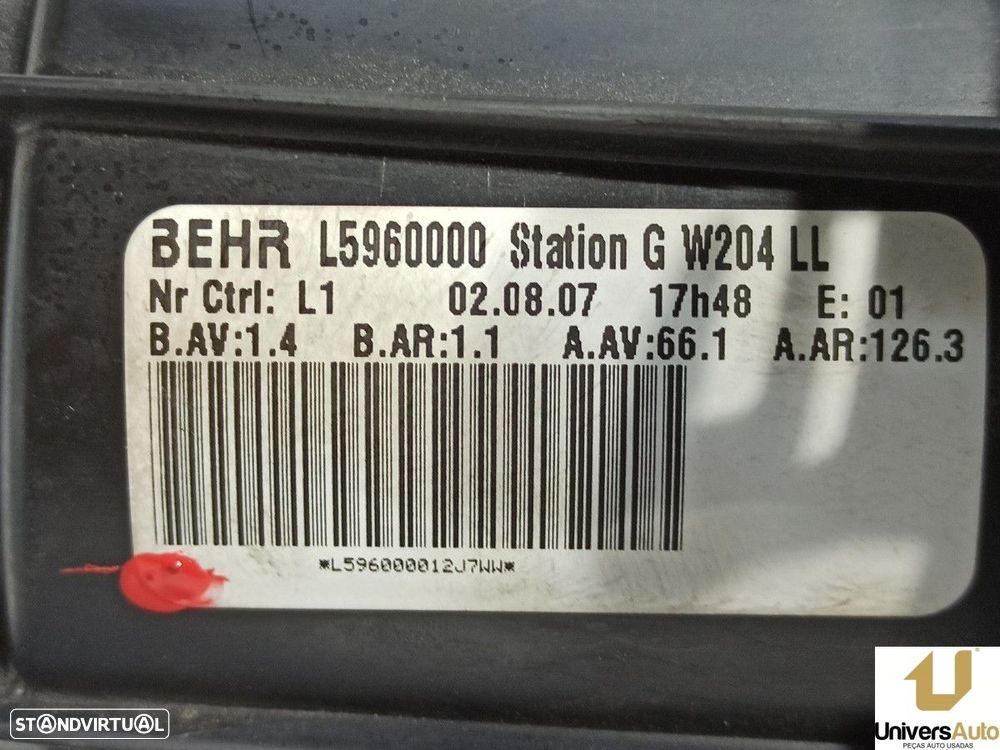 BEHR L5960000 Station G W204 LL
Nr Ctrl: L1 02.08.07 17h48 E: 01
B.AV:1.4 B.AR:1.1 A.AV:66.1 A.AR:126.3
*L596000012J7WW*
STANDVIRTUAL
UniversAuto
PEÇAS AUTO USADAS